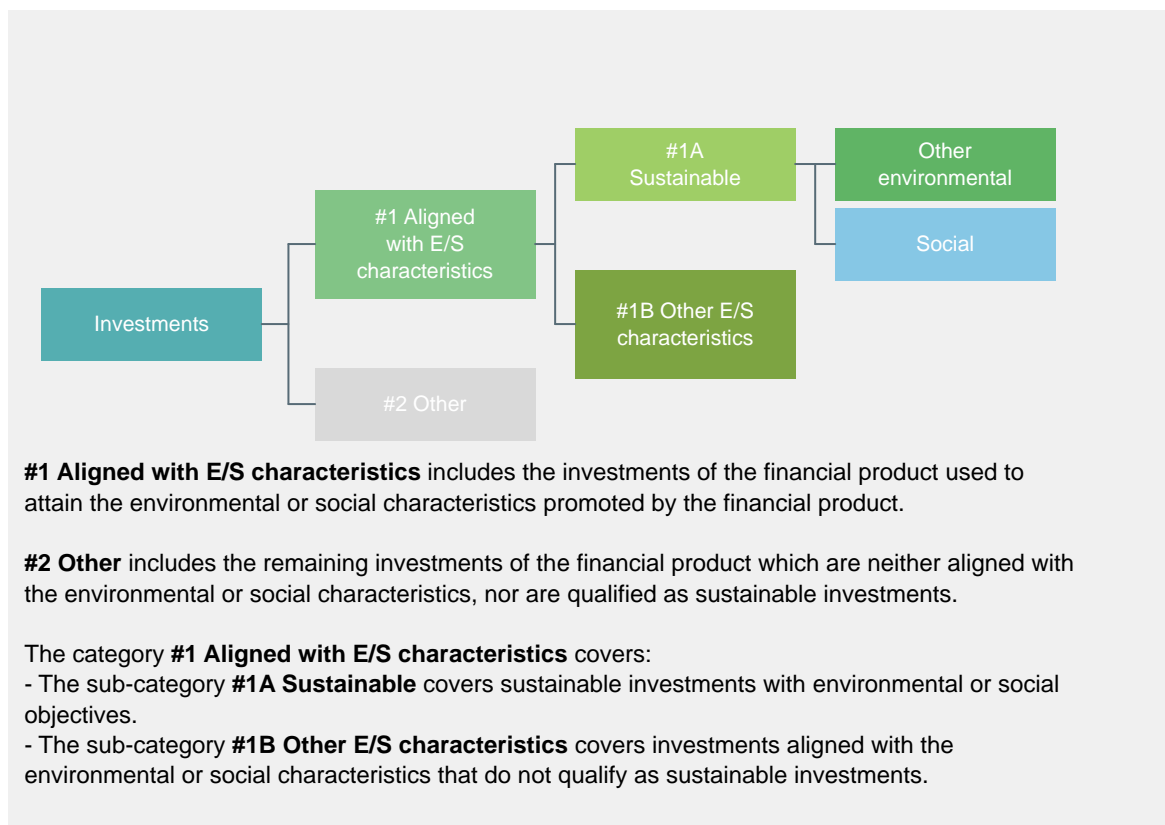 #1A
Sustainable
Other
environmental
#1 Aligned
with E/S
characteristics
Social
Investments
#1B Other E/S
characteristics
#2 Other
#1 Aligned with E/S characteristics includes the investments of the financial product used to
attain the environmental or social characteristics promoted by the financial product.
#2 Other includes the remaining investments of the financial product which are neither aligned with
the environmental or social characteristics, nor are qualified as sustainable investments.
The category #1 Aligned with E/S characteristics covers:
- The sub-category #1A Sustainable covers sustainable investments with environmental or social
objectives.
- The sub-category #1B Other E/S characteristics covers investments aligned with the
environmental or social characteristics that do not qualify as sustainable investments.